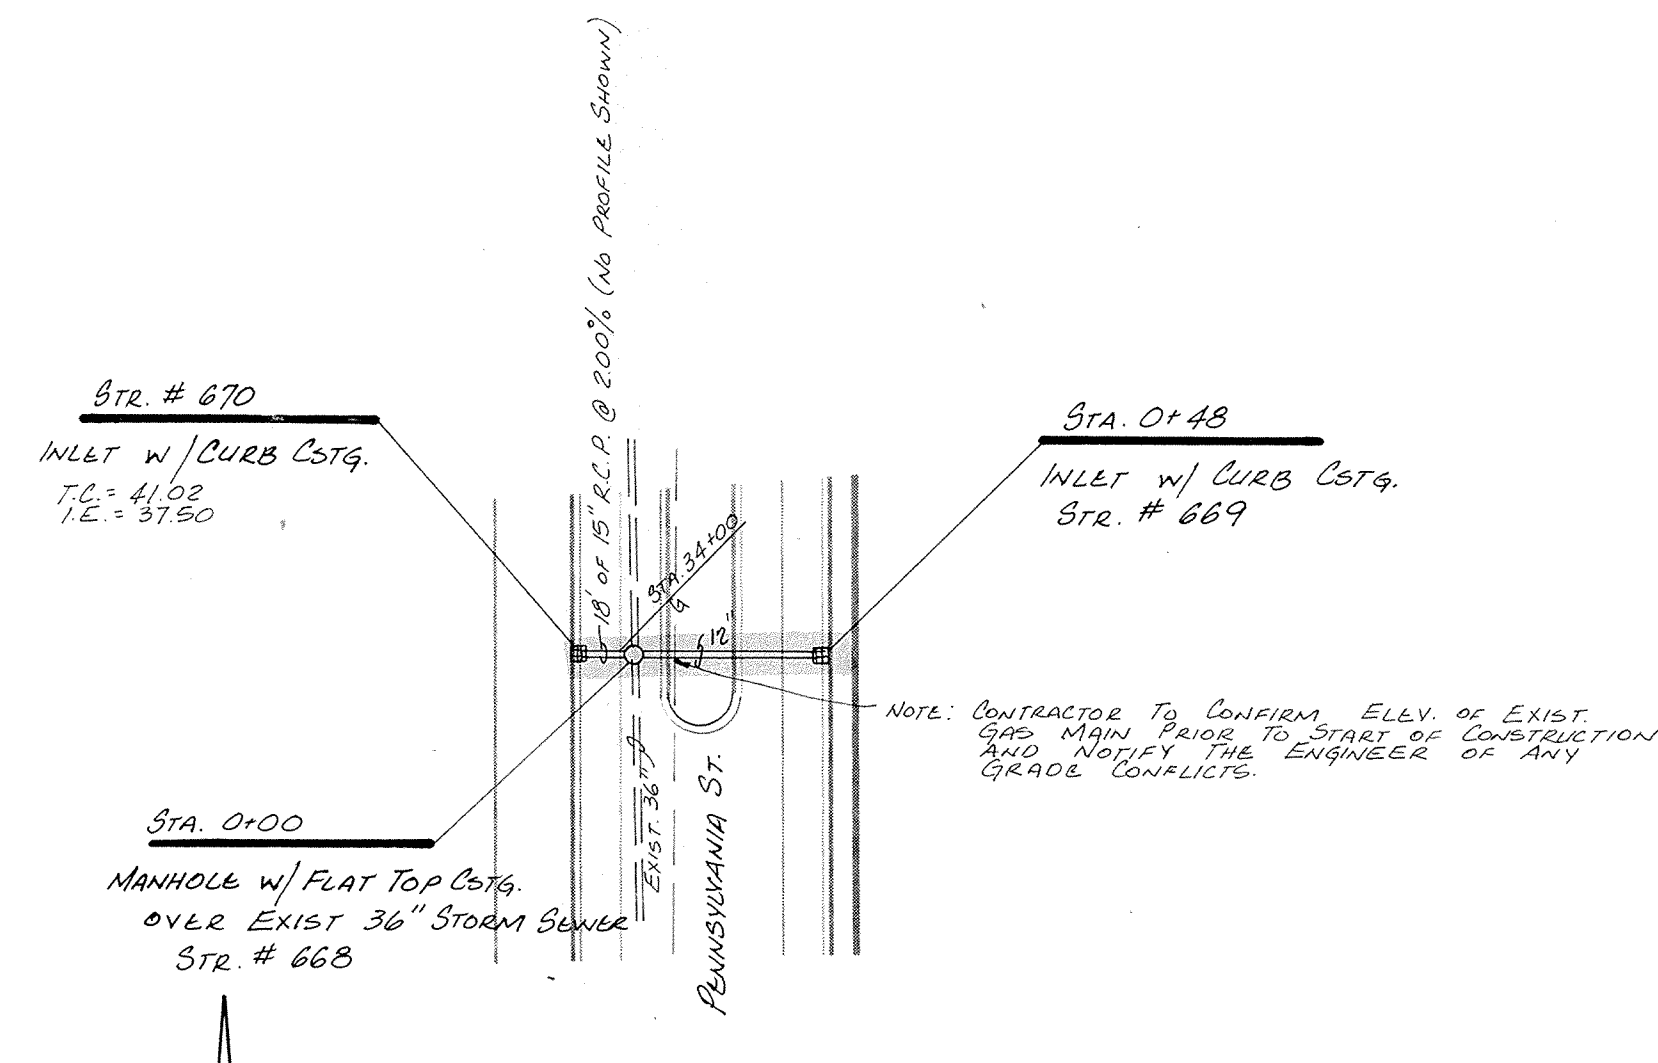 18' OF 15" R.C.P. @ 2.00% (NO PROFILE SHOWN)
STR. # 670
INLET W/CURB CSTG.
T.C. = 41.02
I.E. = 37.50
STA. 0+48
INLET W/ CURB CSTG.
STR. # 669
STA. 34+00
12"
NOTE: CONTRACTOR TO CONFIRM ELEV. OF EXIST.
GAS MAIN PRIOR TO START OF CONSTRUCTION
AND NOTIFY THE ENGINEER OF ANY
GRADE CONFLICTS.
EXIST. 36"
PENNSYLVANIA ST.
STA. 0+00
MANHOLE W/ FLAT TOP CSTG.
OVER EXIST 36" STORM SEWER
STR. # 668